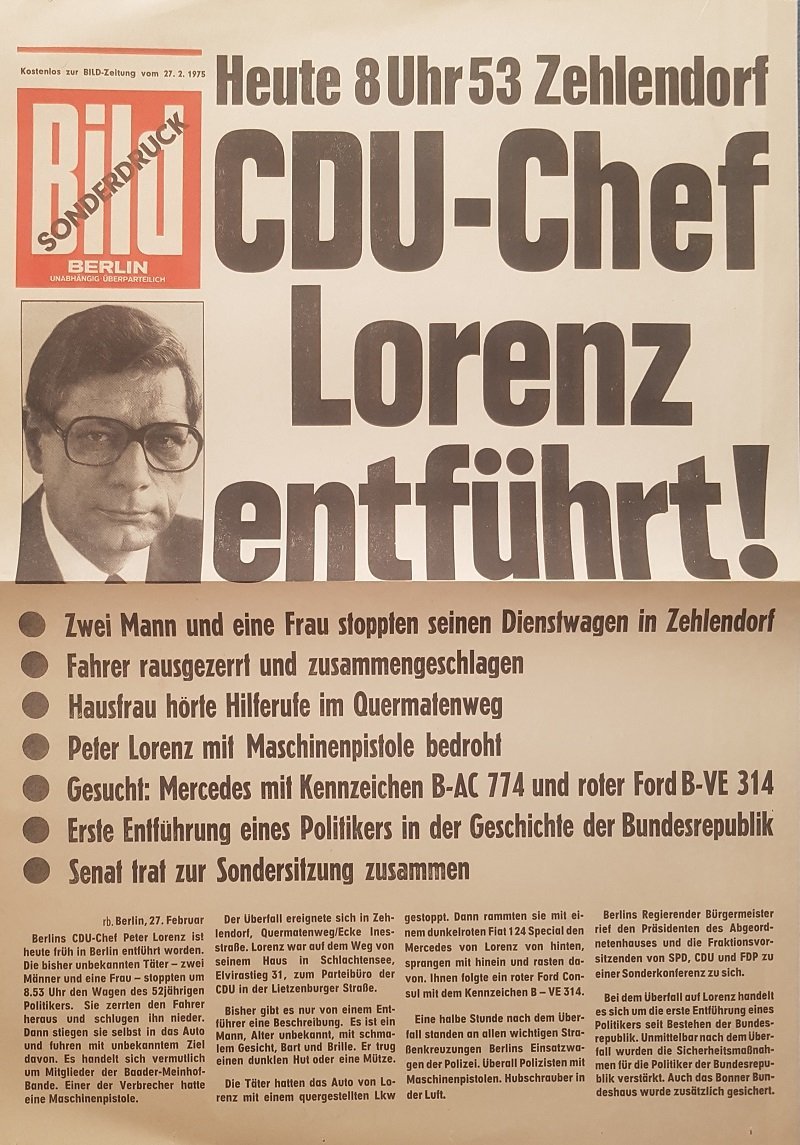 Kostenlos zur BILD-Zeitung vom 27. 2. 1975
Bild
SONDERDRUCK
BERLIN
UNABHÄNGIG ÜBERPARTEILICH
Heute 8 Uhr 53 Zehlendorf
CDU-Chef
Lorenz
entführt!
● Zwei Mann und eine Frau stoppten seinen Dienstwagen in Zehlendorf
● Fahrer rausgezerrt und zusammengeschlagen
● Hausfrau hörte Hilferufe im Quermatenweg
● Peter Lorenz mit Maschinenpistole bedroht
● Gesucht: Mercedes mit Kennzeichen B-AC 774 und roter Ford B-VE 314
● Erste Entführung eines Politikers in der Geschichte der Bundesrepublik
● Senat trat zur Sondersitzung zusammen
rb. Berlin, 27. Februar
Berlins CDU-Chef Peter Lorenz ist
heute früh in Berlin entführt worden.
Die bisher unbekannten Täter – zwei
Männer und eine Frau – stoppten um
8.53 Uhr den Wagen des 52jährigen
Politikers. Sie zerrten den Fahrer
heraus und schlugen ihn nieder.
Dann stiegen sie selbst in das Auto
und fuhren mit unbekanntem Ziel
davon. Es handelt sich vermutlich
um Mitglieder der Baader-Meinhof-
Bande. Einer der Verbrecher hatte
eine Maschinenpistole.
Der Überfall ereignete sich in Zeh-
lendorf, Quermatenweg/Ecke Ines-
straße. Lorenz war auf dem Weg von
seinem Haus in Schlachtensee,
Elvirastieg 31, zum Parteibüro der
CDU in der Lietzenburger Straße.
Bisher gibt es nur von einem Ent-
führer eine Beschreibung. Es ist ein
Mann, Alter unbekannt, mit schma-
lem Gesicht, Bart und Brille. Er trug
einen dunklen Hut oder eine Mütze.
Die Täter hatten das Auto von Lo-
renz mit einem quergestellten Lkw
gestoppt. Dann rammten sie mit ei-
nem dunkelroten Fiat 124 Special den
Mercedes von Lorenz von hinten,
sprangen mit hinein und rasten da-
von. Ihnen folgte ein roter Ford Con-
sul mit dem Kennzeichen B – VE 314.
Eine halbe Stunde nach dem Über-
fall standen an allen wichtigen Stra-
ßenkreuzungen Berlins Einsatzwa-
gen der Polizei. Überall Polizisten mit
Maschinenpistolen. Hubschrauber in
der Luft.
Berlins Regierender Bürgermeister
rief den Präsidenten des Abgeord-
netenhauses und die Fraktionsvor-
sitzenden von SPD, CDU und FDP zu
einer Sonderkonferenz zu sich.
Bei dem Überfall auf Lorenz handelt
es sich um die erste Entführung eines
Politikers seit Bestehen der Bundes-
republik. Unmittelbar nach dem Über-
fall wurden die Sicherheitsmaßnah-
men für die Politiker der Bundesrepu-
blik verstärkt. Auch das Bonner Bun-
deshaus wurde zusätzlich gesichert.